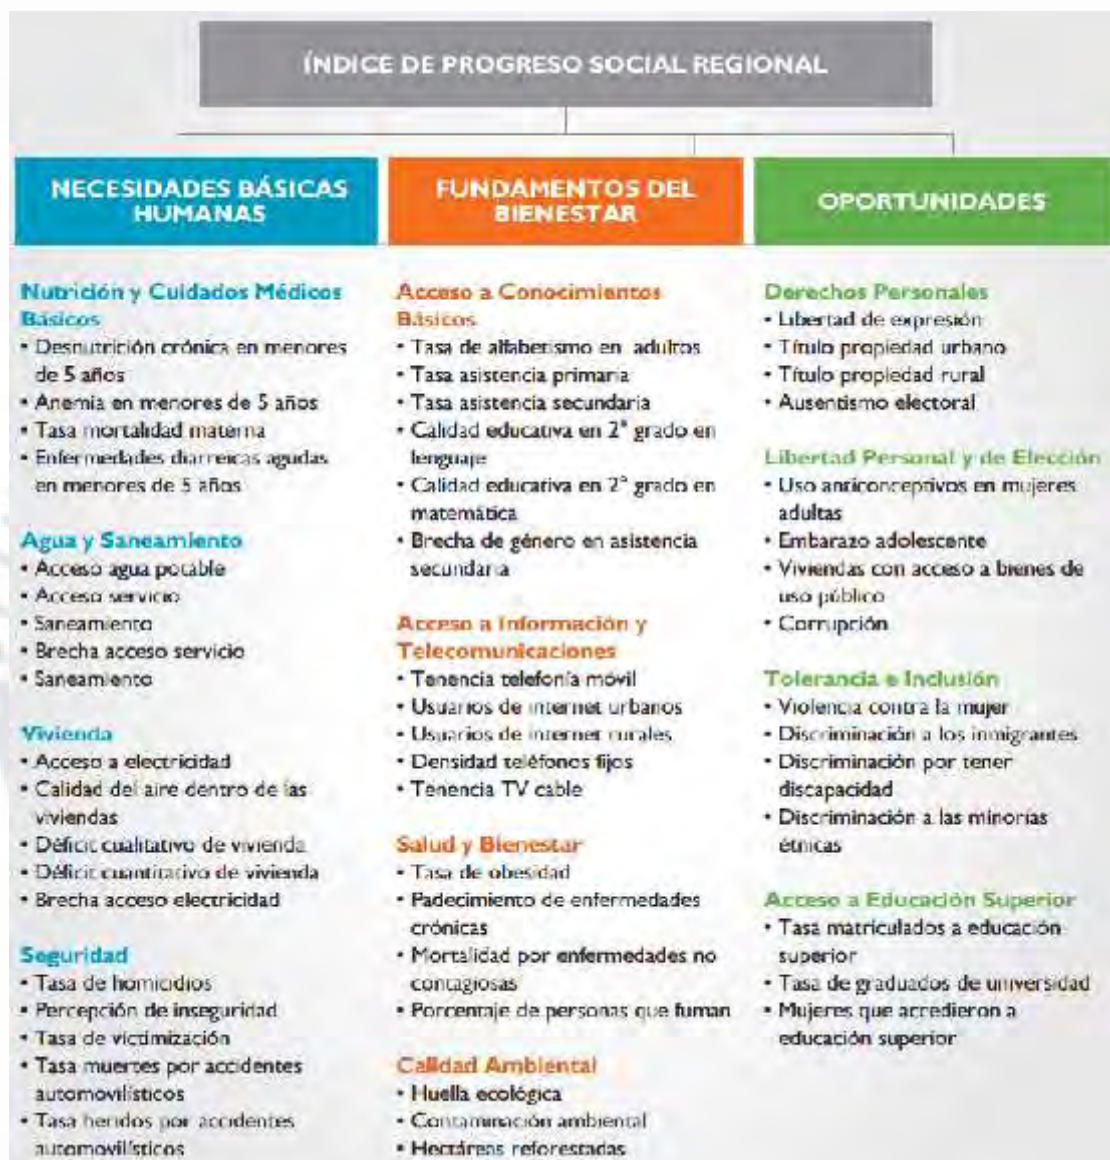 ÍNDICE DE PROGRESO SOCIAL REGIONAL
NECESIDADES BÁSICAS
HUMANAS
Nutrición y Cuidados Médicos
Básicos
• Desnutrición crónica en menores
de 5 años
• Anemia en menores de 5 años
• Tasa mortalidad materna
• Enfermedades diarreicas agudas
en menores de 5 años
Agua y Saneamiento
• Acceso agua potable
• Acceso servicio
• Saneamiento
• Brecha acceso servicio
• Saneamiento
Vivienda
• Acceso a electricidad
• Calidad del aire dentro de las
viviendas
• Déficit cualitativo de vivienda
• Déficit cuantitativo de vivienda
• Brecha acceso electricidad
Seguridad
• Tasa de homicidios
• Percepción de inseguridad
• Tasa de victimización
• Tasa muertes por accidentes
automovilísticos
• Tasa heridos por accidentes
automovilísticos
FUNDAMENTOS DEL
BIENESTAR
Acceso a Conocimientos
Básicos
• Tasa de alfabetismo en adultos
• Tasa asistencia primaria
• Tasa asistencia secundaria
• Calidad educativa en 2° grado en
lenguaje
• Calidad educativa en 2° grado en
matemática
• Brecha de género en asistencia
secundaria
Acceso a Información y
Telecomunicaciones
• Tenencia telefonía móvil
• Usuarios de internet urbanos
• Usuarios de internet rurales
• Densidad teléfonos fijos
• Tenencia TV cable
Salud y Bienestar
• Tasa de obesidad
• Padecimiento de enfermedades
crónicas
• Mortalidad por enfermedades no
contagiosas
• Porcentaje de personas que fuman
Calidad Ambiental
• Huella ecológica
• Contaminación ambiental
• Hectáreas reforestadas
OPORTUNIDADES
Derechos Personales
• Libertad de expresión
• Título propiedad urbano
• Título propiedad rural
• Ausentismo electoral
Libertad Personal y de Elección
• Uso anticonceptivos en mujeres
adultas
• Embarazo adolescente
• Viviendas con acceso a bienes de
uso público
• Corrupción
Tolerancia e Inclusión
• Violencia contra la mujer
• Discriminación a los inmigrantes
• Discriminación por tener
discapacidad
• Discriminación a las minorías
étnicas
Acceso a Educación Superior
• Tasa matriculados a educación
superior
• Tasa de graduados de universidad
• Mujeres que accedieron a
educación superior